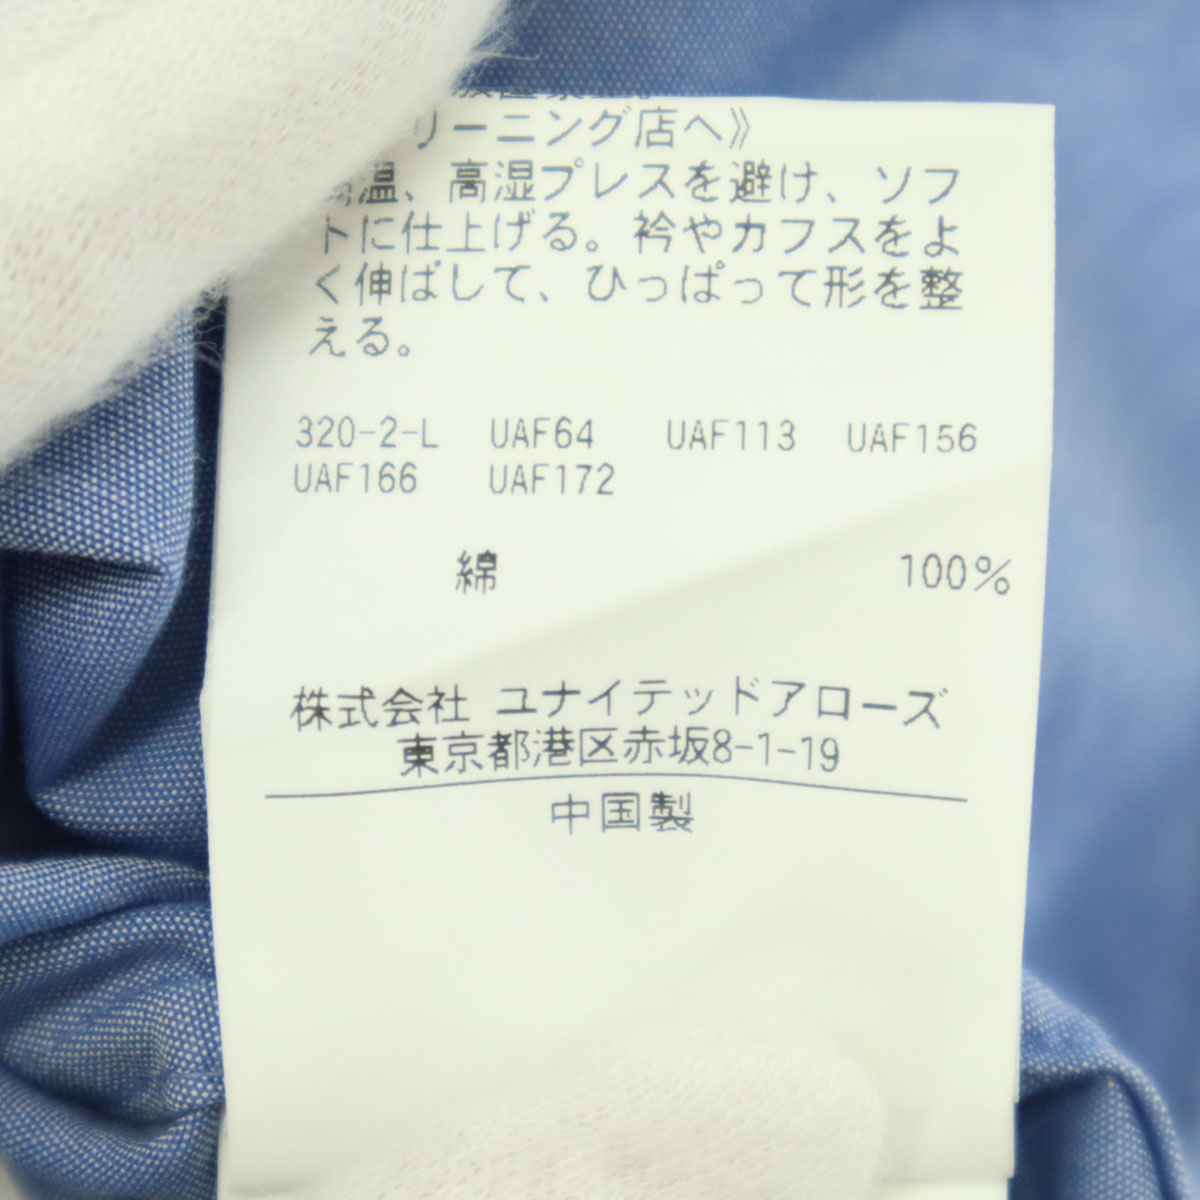 リーニング店へ》
温、高湿プレスを避け、ソフ
トに仕上げる。衿やカフスをよ
く伸ばして、ひっぱって形を整
える。
320-2-L UAF64 UAF113 UAF156
UAF166 UAF172
綿 100%
株式会社 ユナイテッドアローズ
東京都港区赤坂8-1-19
中国製